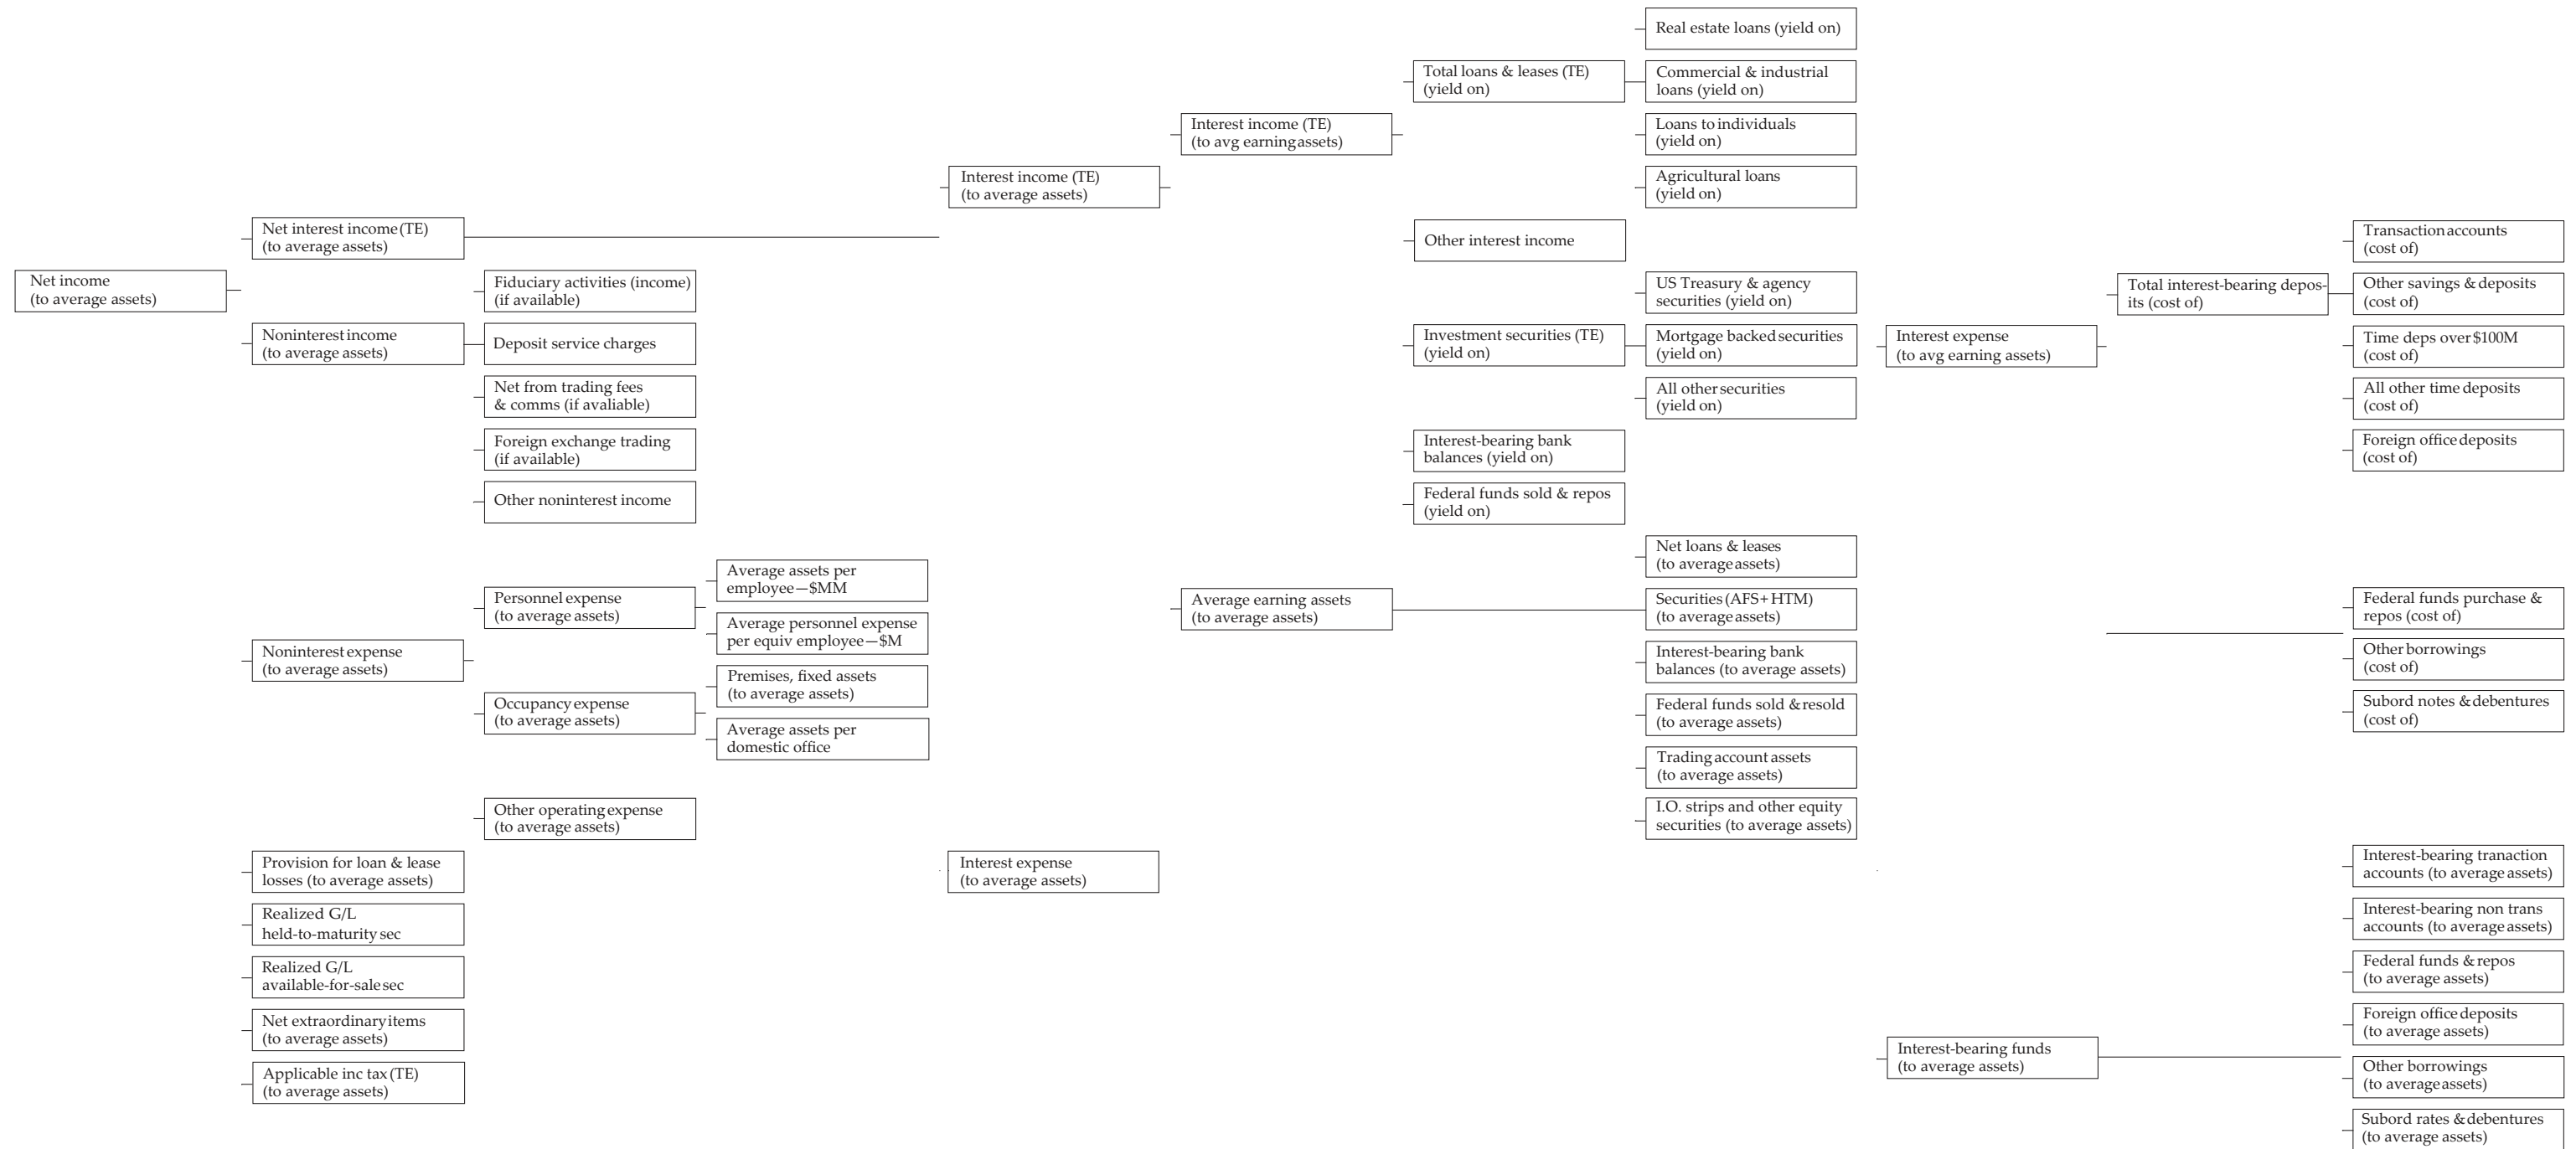 Net income
(to average assets)
Net interest income (TE)
(to average assets)
Noninterest income
(to average assets)
Noninterest expense
(to average assets)
Provision for loan & lease
losses (to average assets)
Realized G/L
held-to-maturity sec
Realized G/L
available-for-sale sec
Net extraordinary items
(to average assets)
Applicable inc tax (TE)
(to average assets)
Fiduciary activities (income)
(if available)
Deposit service charges
Net from trading fees
& comms (if avaliable)
Foreign exchange trading
(if available)
Other noninterest income
Personnel expense
(to average assets)
Occupancy expense
(to average assets)
Other operating expense
(to average assets)
Average assets per
employee—$MM
Average personnel expense
per equiv employee—$M
Premises, fixed assets
(to average assets)
Average assets per
domestic office
Interest income (TE)
(to average assets)
Interest expense
(to average assets)
Interest income (TE)
(to avg earning assets)
Average earning assets
(to average assets)
Total loans & leases (TE)
(yield on)
Other interest income
Investment securities (TE)
(yield on)
Interest-bearing bank
balances (yield on)
Federal funds sold & repos
(yield on)
Real estate loans (yield on)
Commercial & industrial
loans (yield on)
Loans to individuals
(yield on)
Agricultural loans
(yield on)
US Treasury & agency
securities (yield on)
Mortgage backed securities
(yield on)
All other securities
(yield on)
Net loans & leases
(to average assets)
Securities (AFS + HTM)
(to average assets)
Interest-bearing bank
balances (to average assets)
Federal funds sold & resold
(to average assets)
Trading account assets
(to average assets)
I.O. strips and other equity
securities (to average assets)
Interest expense
(to avg earning assets)
Interest-bearing funds
(to average assets)
Total interest-bearing depos-
its (cost of)
Transaction accounts
(cost of)
Other savings & deposits
(cost of)
Time deps over $100M
(cost of)
All other time deposits
(cost of)
Foreign office deposits
(cost of)
Federal funds purchase &
repos (cost of)
Other borrowings
(cost of)
Subord notes & debentures
(cost of)
Interest-bearing tranaction
accounts (to average assets)
Interest-bearing non trans
accounts (to average assets)
Federal funds & repos
(to average assets)
Foreign office deposits
(to average assets)
Other borrowings
(to average assets)
Subord rates & debentures
(to average assets)